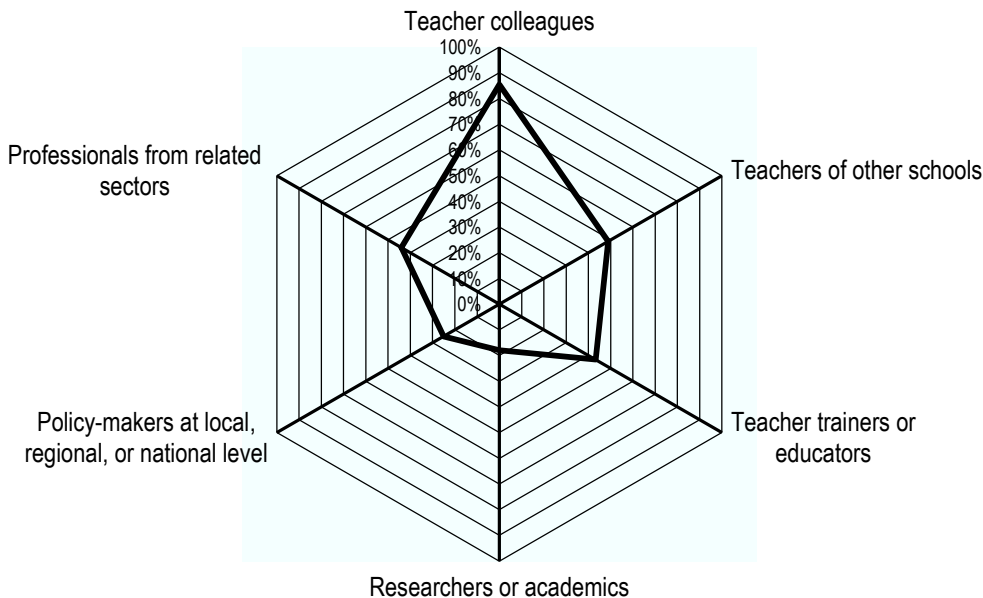 Teacher colleagues
100%
90%
80%
70%
60%
50%
40%
30%
20%
10%
0%
Professionals from related
sectors
Teachers of other schools
Policy-makers at local,
regional, or national level
Teacher trainers or
educators
Researchers or academics